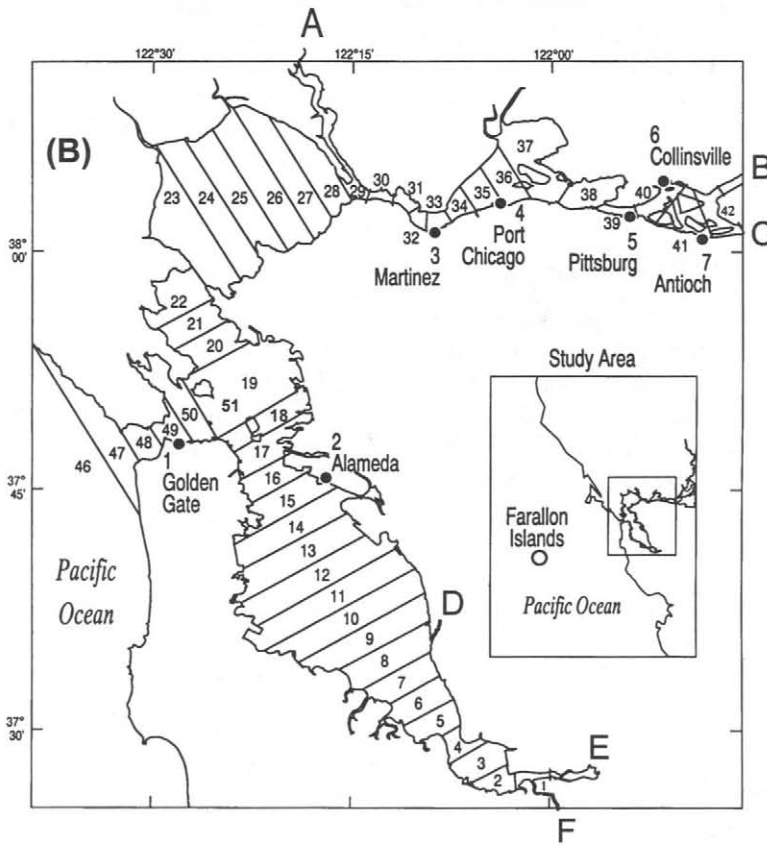 A
122°30'
122°15'
122°00'
(B)
37
6
Collinsville
B
30
36
23
24
25
26
27
28
29
31
33
34
35
38
40
42
32
3
Martinez
4
Port
Chicago
39
5
Pittsburg
41
7
Antioch
C
38°
00'
22
21
20
19
Study Area
50
51
18
46
47
48
49
1
Golden
Gate
17
2
Alameda
16
15
37°
45'
14
13
12
11
10
9
8
7
6
5
4
3
2
1
Farallon
Islands
Pacific Ocean
Pacific
Ocean
D
37°
30'
E
F